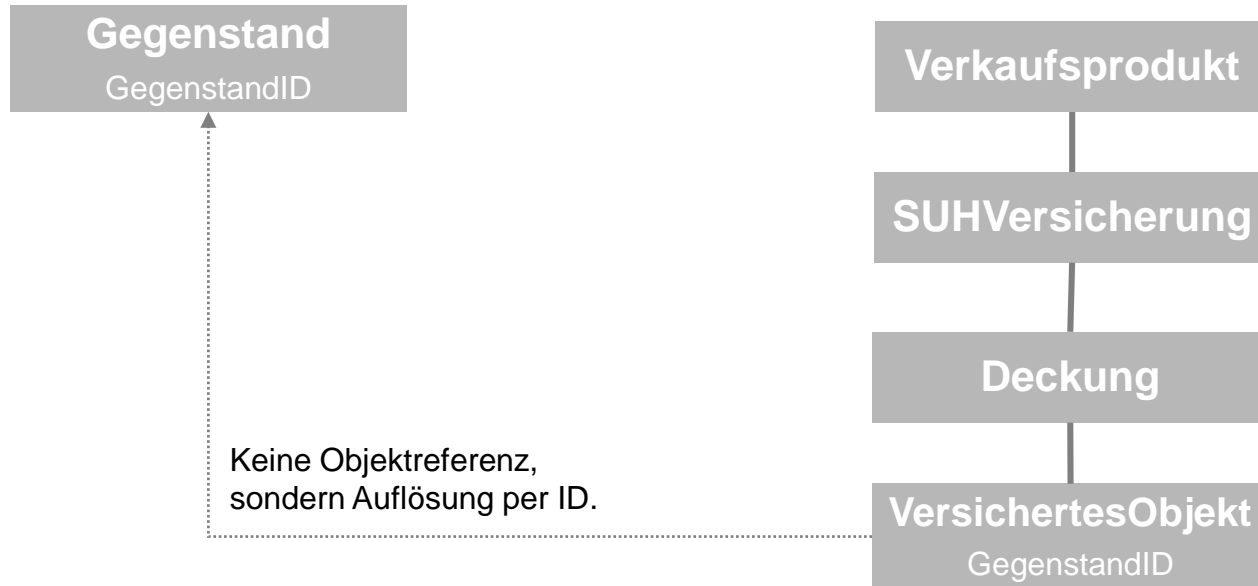 Gegenstand
GegenstandID
Verkaufsprodukt
SUHVersicherung
Deckung
Keine Objektreferenz,
sondern Auflösung per ID.
VersichertesObjekt
GegenstandID